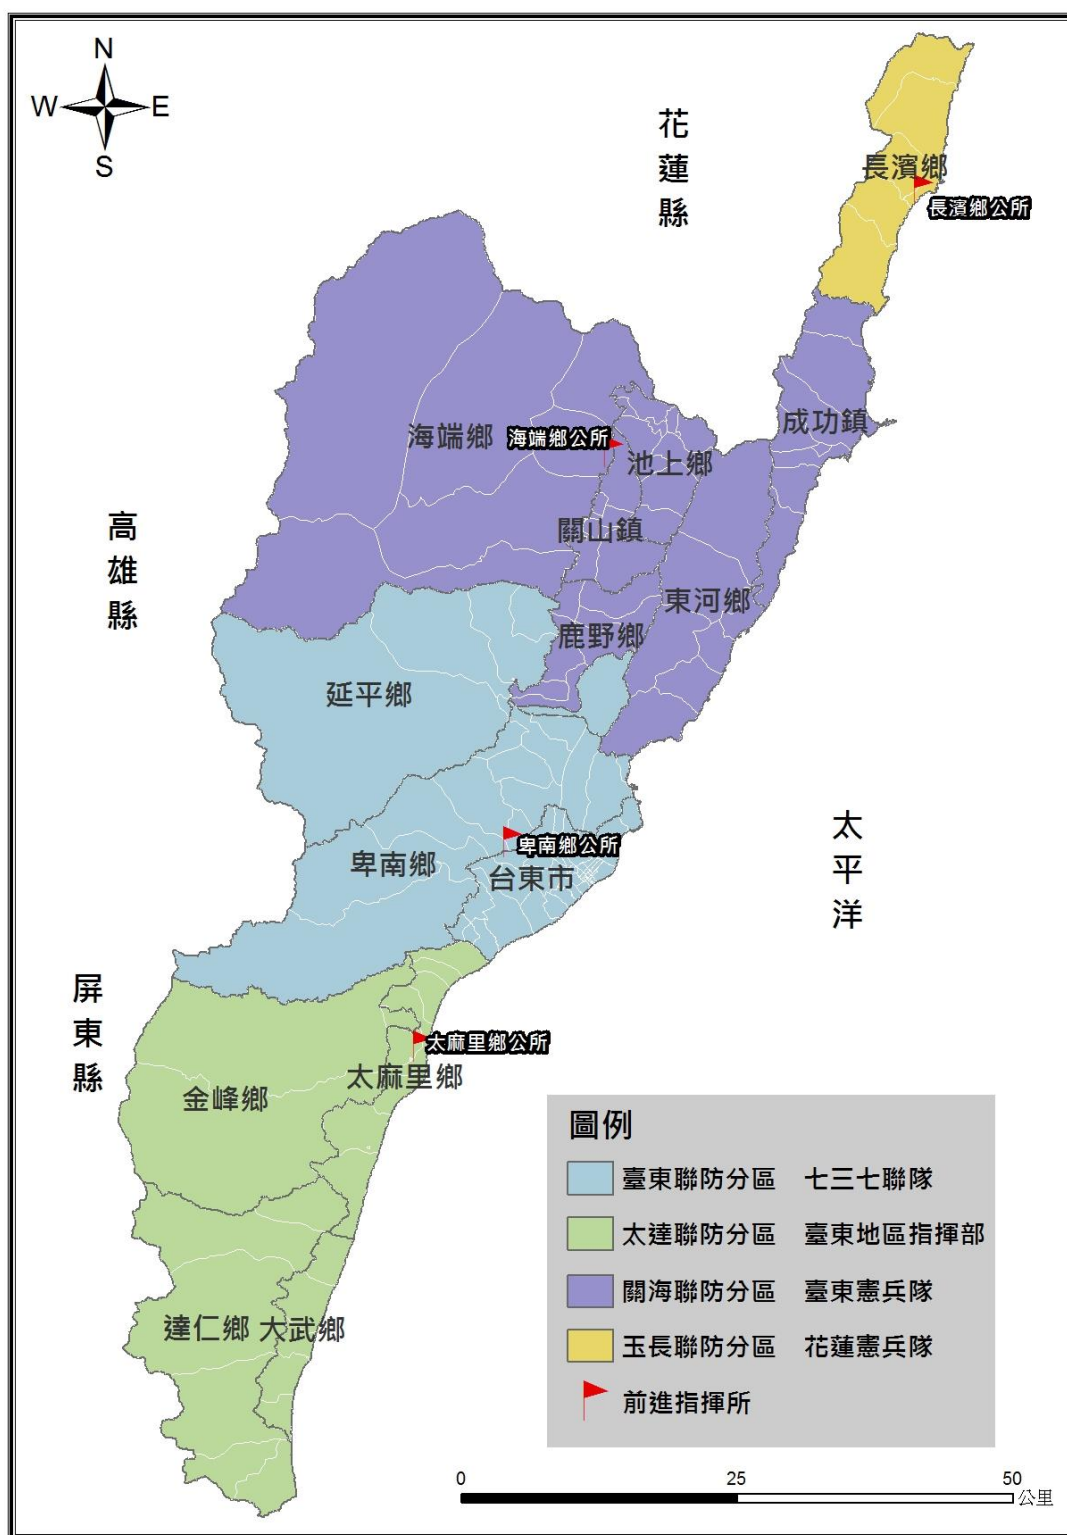 N
W E
S
花蓮縣
長濱鄉
長濱鄉公所
成功鎮
海端鄉
海端鄉公所
池上鄉
高雄縣
關山鎮
東河鄉
鹿野鄉
延平鄉
太平洋
卑南鄉公所
卑南鄉
台東市
屏東縣
太麻里鄉公所
太麻里鄉
金峰鄉
達仁鄉 大武鄉
圖例
臺東聯防分區 七三七聯隊
太達聯防分區 臺東地區指揮部
關海聯防分區 臺東憲兵隊
玉長聯防分區 花蓮憲兵隊
前進指揮所
0 25 50
公里